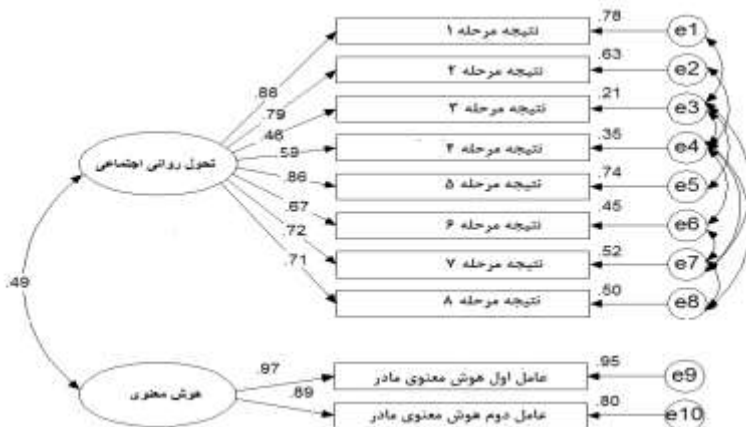 .78
نتیجه مرحله ۱
e1
.63
نتیجه مرحله ۲
e2
.88
.21
نتیجه مرحله ۳
e3
.79
.46
.35
نتیجه مرحله ۴
e4
.59
تحول روانی اجتماعی
.86
.74
نتیجه مرحله ۵
e5
.67
.45
نتیجه مرحله ۶
e6
.72
.52
نتیجه مرحله ۷
e7
.71
.50
نتیجه مرحله ۸
e8
.49
.97
.95
عامل اول هوش معنوی مادر
e9
هوش معنوی
.89
.80
عامل دوم هوش معنوی مادر
e10